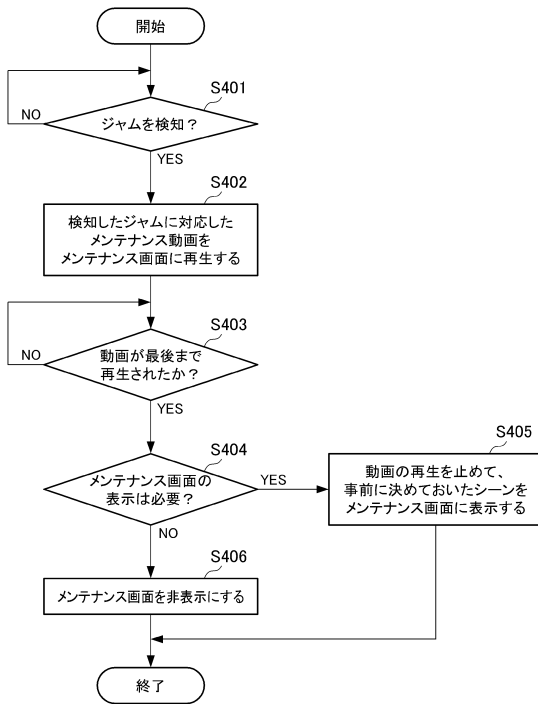 開始
S401
ジャムを検知？
NO
YES
S402
検知したジャムに対応した
メンテナンス動画を
メンテナンス画面に再生する
S403
動画が最後まで
再生されたか？
NO
YES
S404
メンテナンス画面の
表示は必要？
YES
NO
S405
動画の再生を止めて、
事前に決めておいたシーンを
メンテナンス画面に表示する
S406
メンテナンス画面を非表示にする
終了